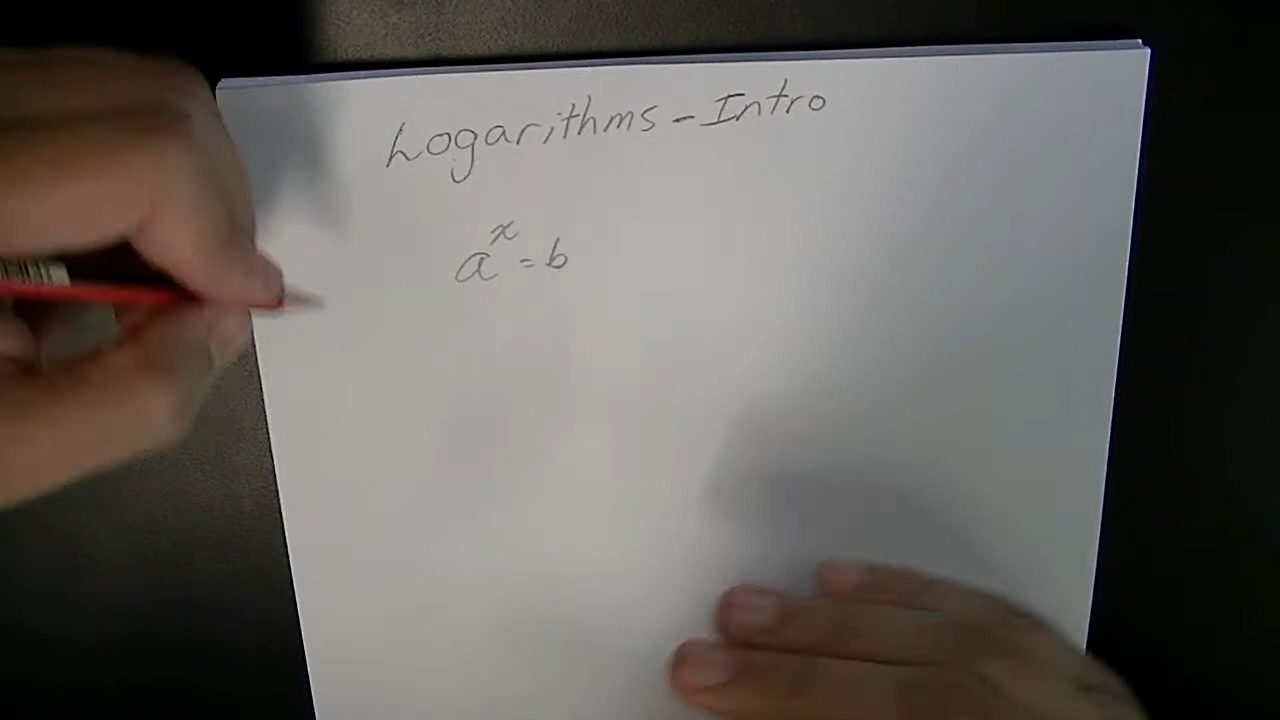 Logarithms - Intro
a^x = b